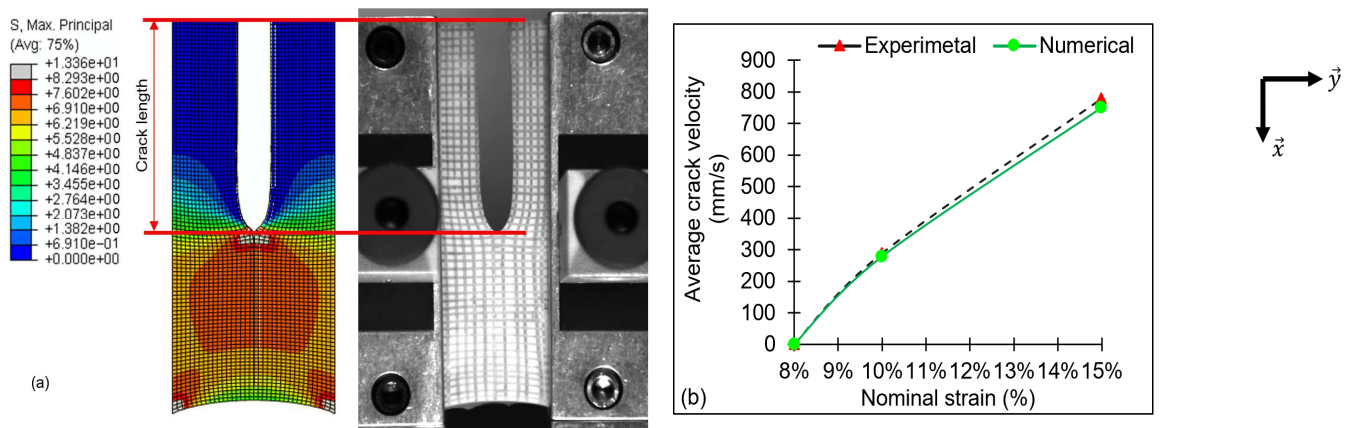 S, Max. Principal
(Avg: 75%)
+1.336e+01
+8.293e+00
+7.602e+00
+6.910e+00
+6.219e+00
+5.528e+00
+4.837e+00
+4.146e+00
+3.455e+00
+2.764e+00
+2.073e+00
+1.382e+00
+6.910e−01
+0.000e+00
Crack length
(a)
Experimetal
Numerical
Average crack velocity
(mm/s)
900
800
700
600
500
400
300
200
100
0
8% 9% 10% 11% 12% 13% 14% 15%
Nominal strain (%)
(b)
y
x